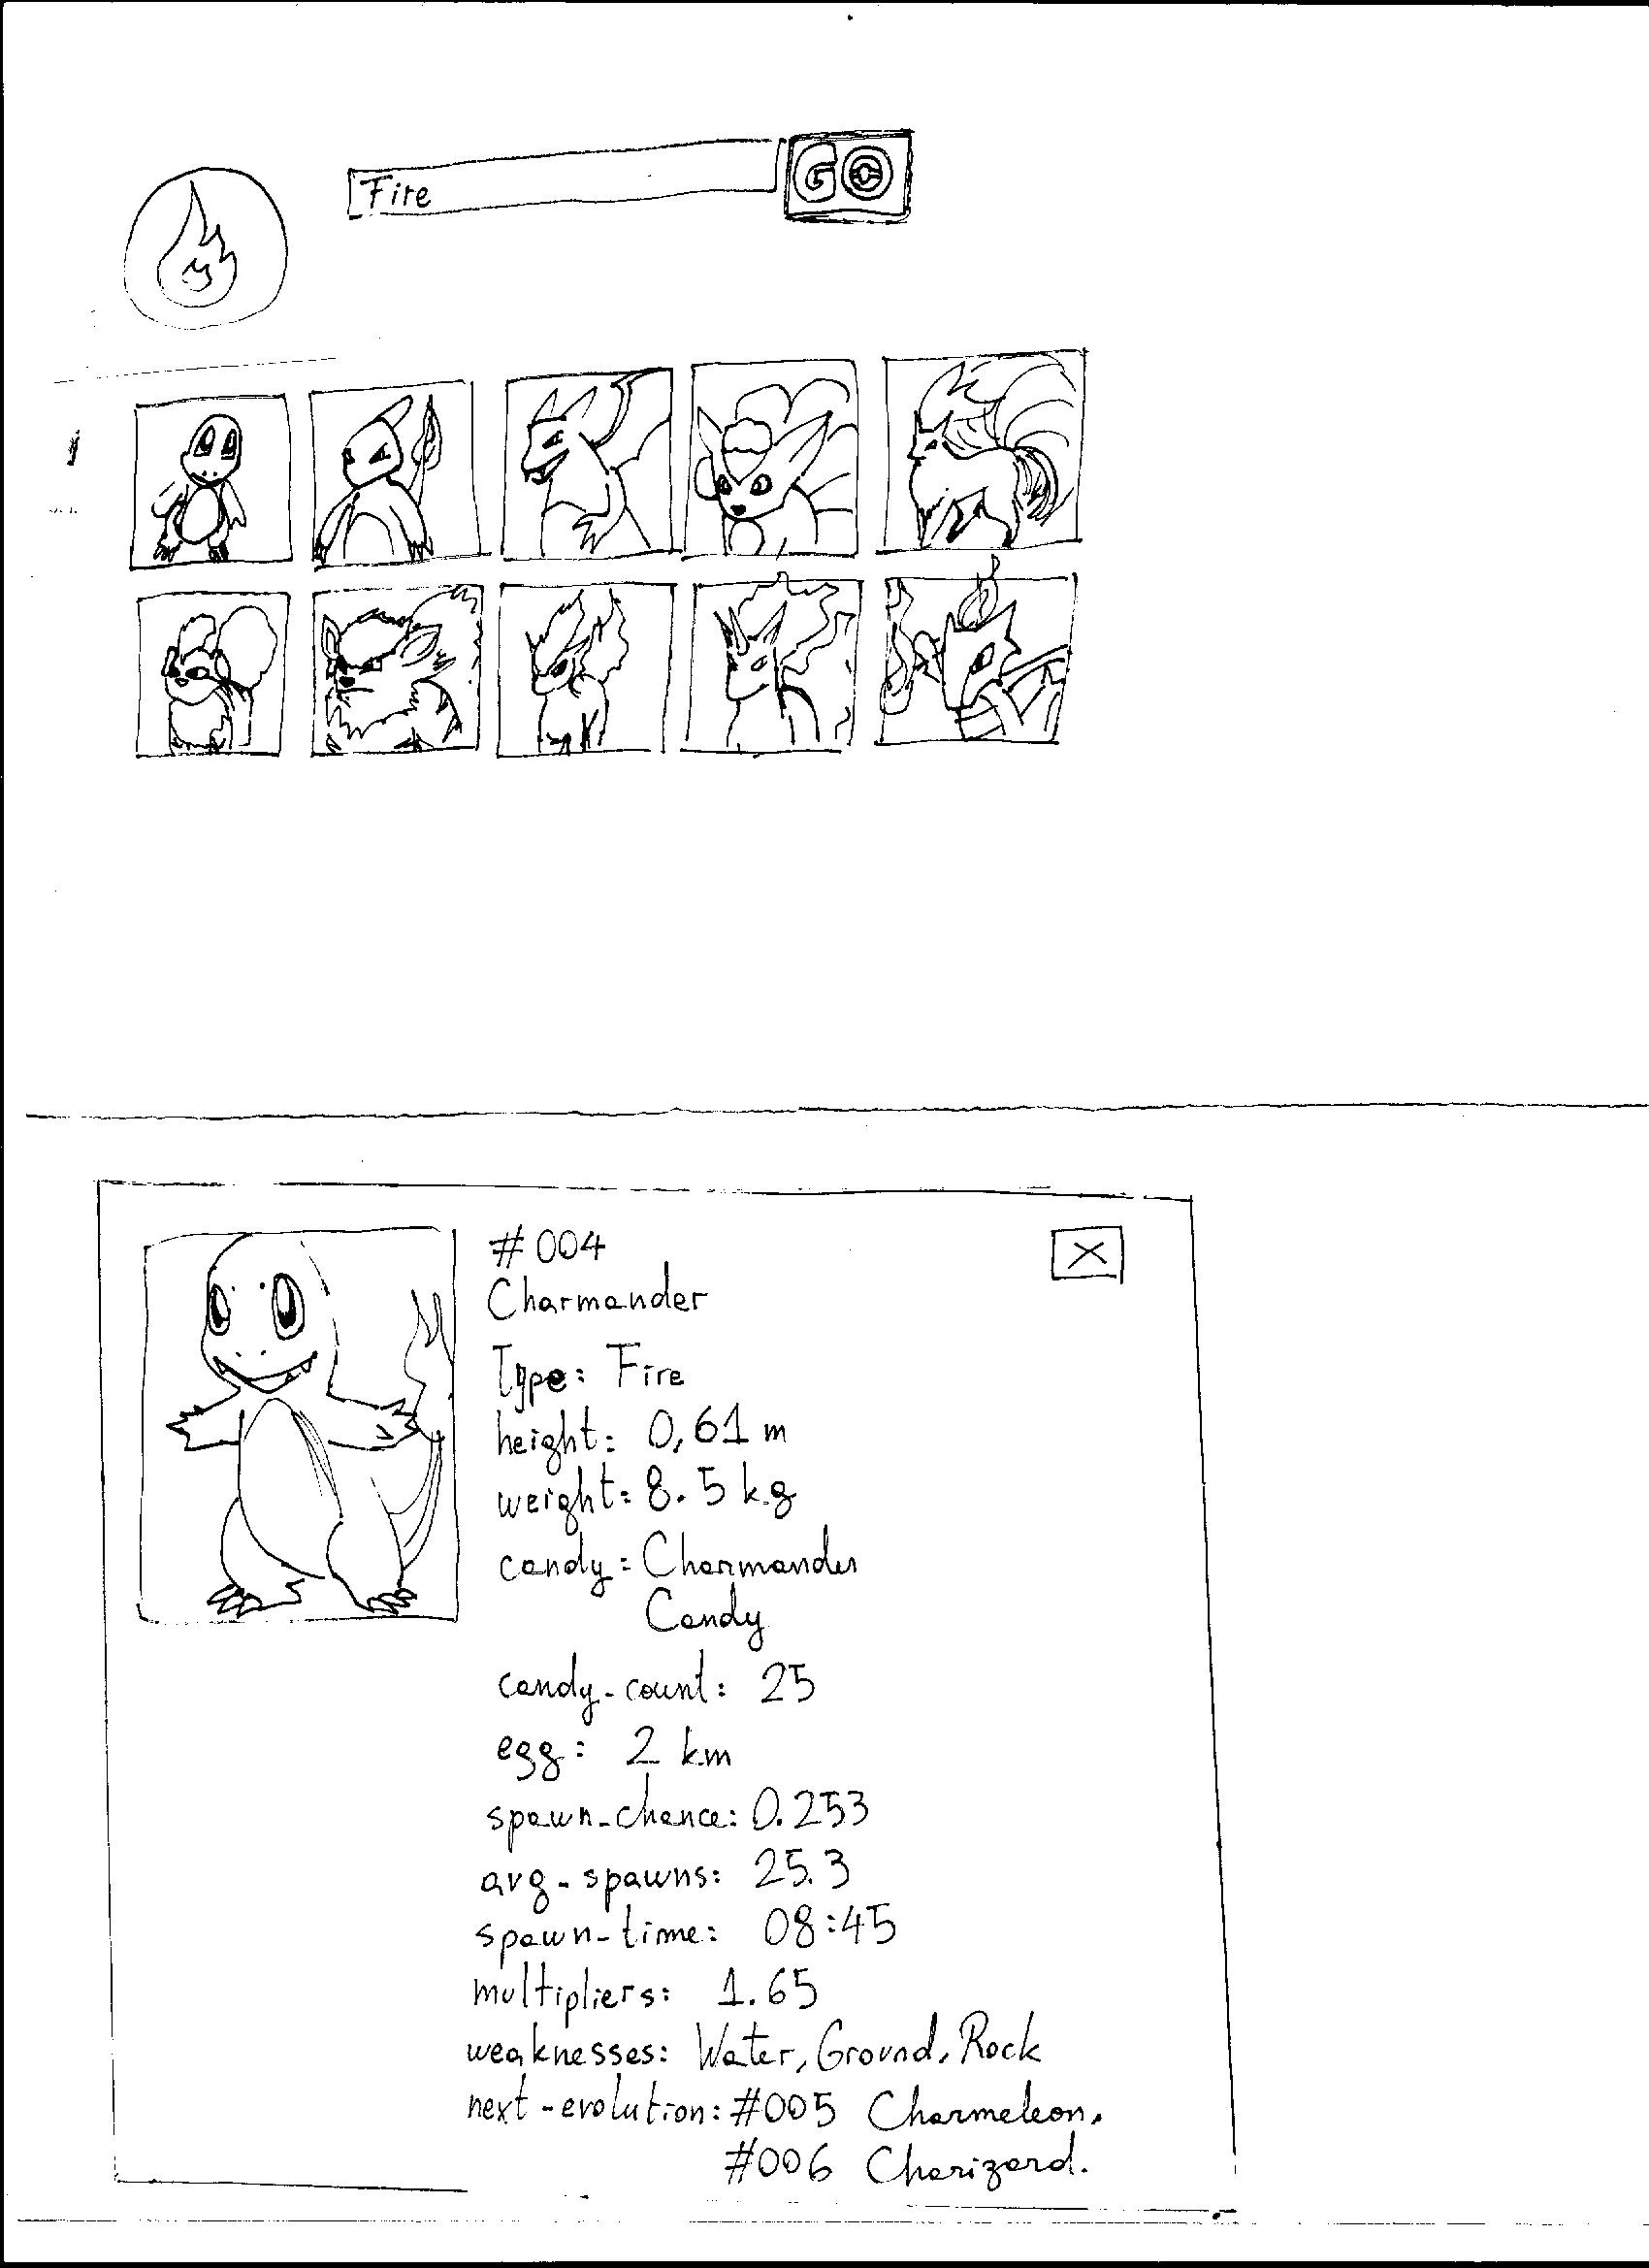 Fire
GO
#004
Charmander
Type: Fire
height: 0,61 m
weight: 8.5 kg
candy: Charmander
Candy
candy-count: 25
egg: 2 km
spawn-chance: 0.253
avg-spawns: 25.3
spawn-time: 08:45
multipliers: 1.65
weaknesses: Water, Ground, Rock
next-evolution: #005 Charmeleon,
#006 Charizard.